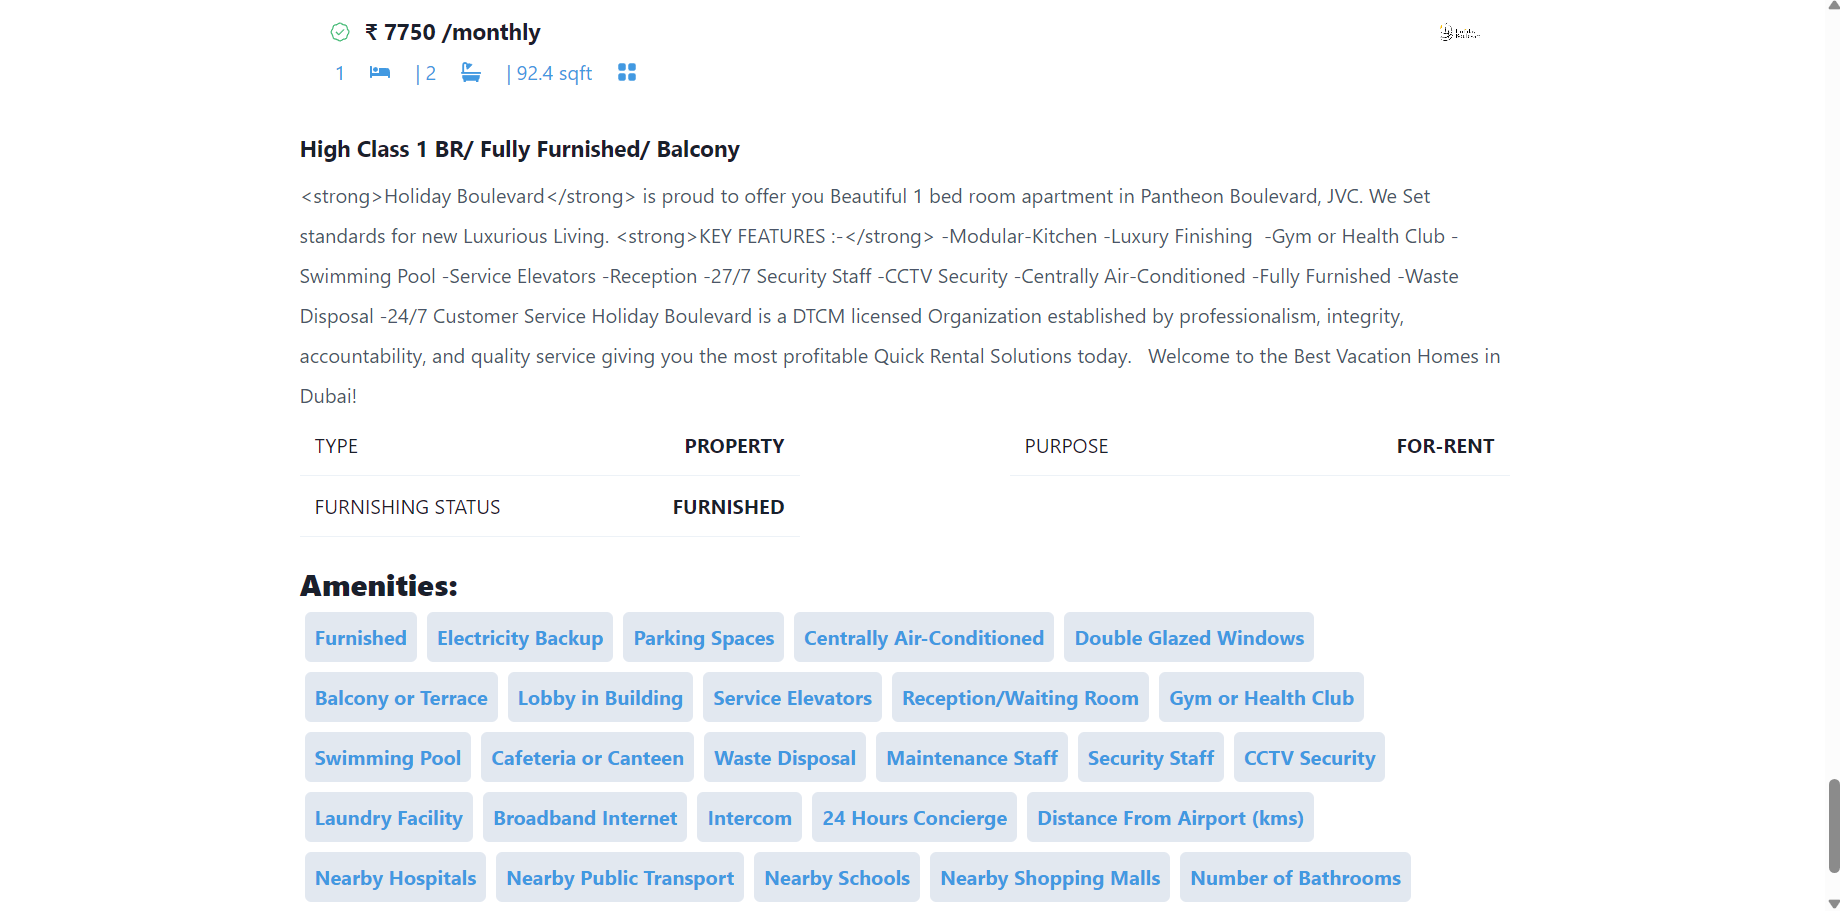 ₹ 7750 /monthly
1 | 2 | 92.4 sqft
High Class 1 BR/ Fully Furnished/ Balcony
<strong>Holiday Boulevard</strong> is proud to offer you Beautiful 1 bed room apartment in Pantheon Boulevard, JVC. We Set
standards for new Luxurious Living. <strong>KEY FEATURES :-</strong> -Modular-Kitchen -Luxury Finishing  -Gym or Health Club -
Swimming Pool -Service Elevators -Reception -27/7 Security Staff -CCTV Security -Centrally Air-Conditioned -Fully Furnished -Waste
Disposal -24/7 Customer Service Holiday Boulevard is a DTCM licensed Organization established by professionalism, integrity,
accountability, and quality service giving you the most profitable Quick Rental Solutions today.   Welcome to the Best Vacation Homes in
Dubai!
TYPE PROPERTY PURPOSE FOR-RENT
FURNISHING STATUS FURNISHED
Amenities:
Furnished Electricity Backup Parking Spaces Centrally Air-Conditioned Double Glazed Windows
Balcony or Terrace Lobby in Building Service Elevators Reception/Waiting Room Gym or Health Club
Swimming Pool Cafeteria or Canteen Waste Disposal Maintenance Staff Security Staff CCTV Security
Laundry Facility Broadband Internet Intercom 24 Hours Concierge Distance From Airport (kms)
Nearby Hospitals Nearby Public Transport Nearby Schools Nearby Shopping Malls Number of Bathrooms